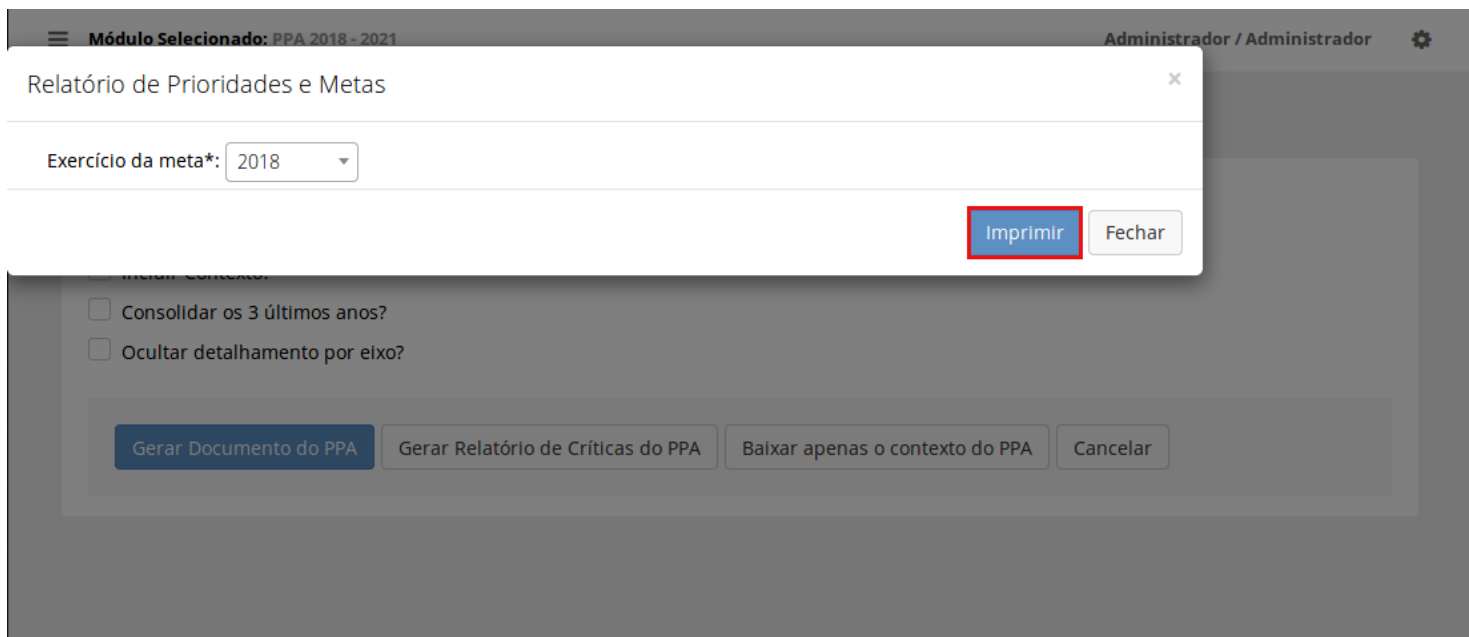 Módulo Selecionado: PPA 2018 - 2021 Administrador / Administrador
Relatório de Prioridades e Metas ×
Exercício da meta*: 2018
Imprimir Fechar
Consolidar os 3 últimos anos?
Ocultar detalhamento por eixo?
Gerar Documento do PPA Gerar Relatório de Críticas do PPA Baixar apenas o contexto do PPA Cancelar